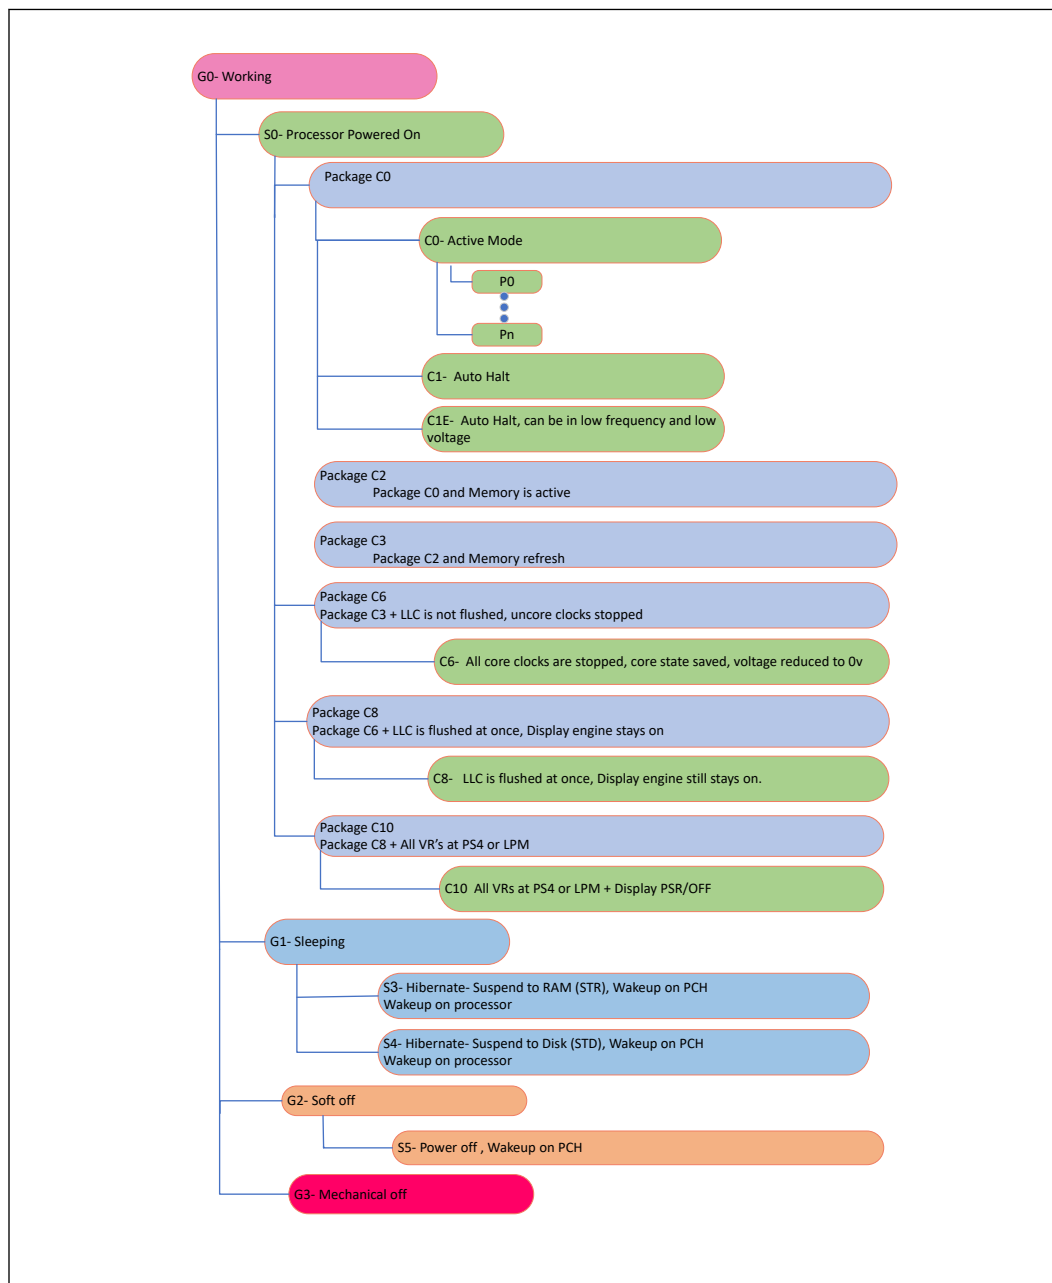 G0- Working
S0- Processor Powered On
Package C0
C0- Active Mode
P0
Pn
C1- Auto Halt
C1E- Auto Halt, can be in low frequency and low
voltage
Package C2
Package C0 and Memory is active
Package C3
Package C2 and Memory refresh
Package C6
Package C3 + LLC is not flushed, uncore clocks stopped
C6- All core clocks are stopped, core state saved, voltage reduced to 0v
Package C8
Package C6 + LLC is flushed at once, Display engine stays on
C8- LLC is flushed at once, Display engine still stays on.
Package C10
Package C8 + All VR's at PS4 or LPM
C10 All VRs at PS4 or LPM + Display PSR/OFF
G1- Sleeping
S3- Hibernate- Suspend to RAM (STR), Wakeup on PCH
Wakeup on processor
S4- Hibernate- Suspend to Disk (STD), Wakeup on PCH
Wakeup on processor
G2- Soft off
S5- Power off , Wakeup on PCH
G3- Mechanical off